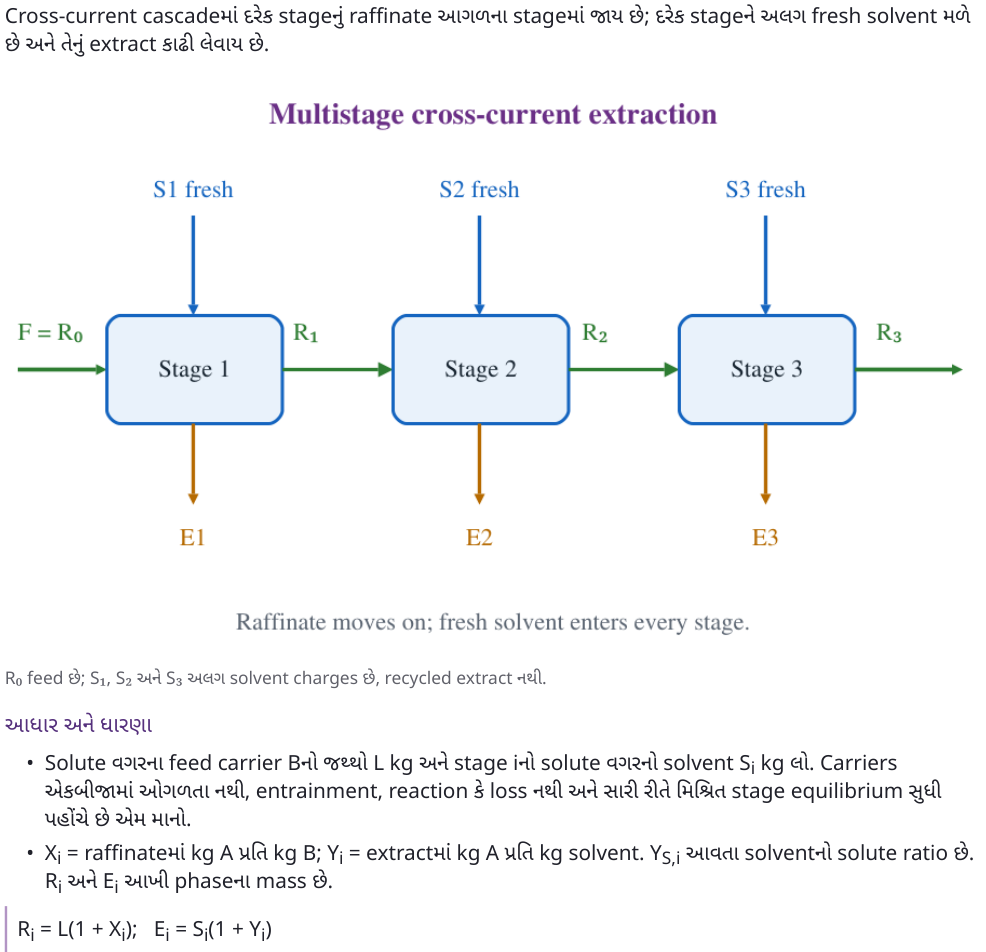 Cross-current cascadeમાં દરેક stageનું raffinate આગળના stageમાં જાય છે; દરેક stageને અલગ fresh solvent મળે
છે અને તેનું extract કાઢી લેવાય છે.
Multistage cross-current extraction
S1 fresh
S2 fresh
S3 fresh
F = R₀
R₁
R₂
R₃
Stage 1
Stage 2
Stage 3
E1
E2
E3
Raffinate moves on; fresh solvent enters every stage.
R₀ feed છે; S₁, S₂ અને S₃ અલગ solvent charges છે, recycled extract નથી.
આધાર અને ધારણા
• Solute વગરના feed carrier Bનો જથ્થો L kg અને stage iનો solute વગરનો solvent Sᵢ kg લો. Carriers
એકબીજામાં ઓગળતા નથી, entrainment, reaction કે loss નથી અને સારી રીતે મિશ્રિત stage equilibrium સુધી
પહોંચે છે એમ માનો.
• Xᵢ = raffinateમાં kg A પ્રતિ kg B; Yᵢ = extractમાં kg A પ્રતિ kg solvent. Y_S,i આવતા solventનો solute ratio છે.
Rᵢ અને Eᵢ આખી phaseના mass છે.
Rᵢ = L(1 + Xᵢ); Eᵢ = Sᵢ(1 + Yᵢ)